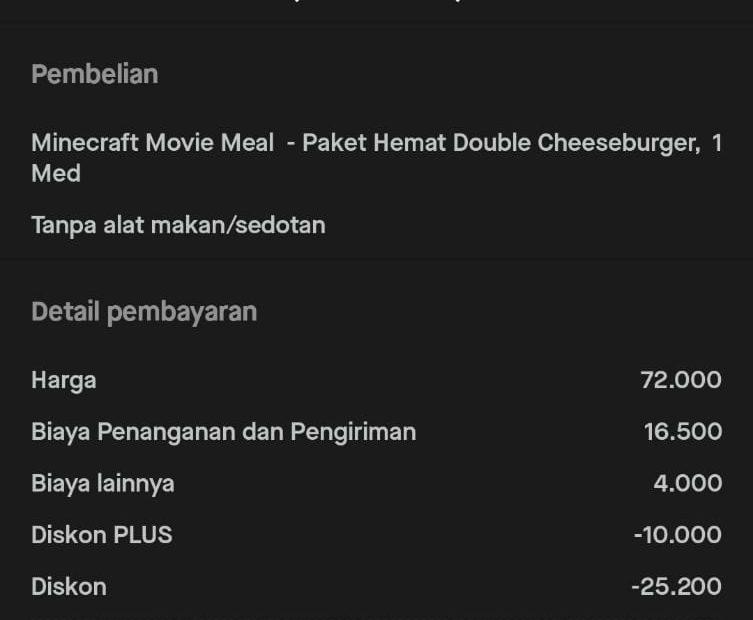 Pembelian
Minecraft Movie Meal - Paket Hemat Double Cheeseburger, 1
Med
Tanpa alat makan/sedotan
Detail pembayaran
Harga 72.000
Biaya Penanganan dan Pengiriman 16.500
Biaya lainnya 4.000
Diskon PLUS -10.000
Diskon -25.200